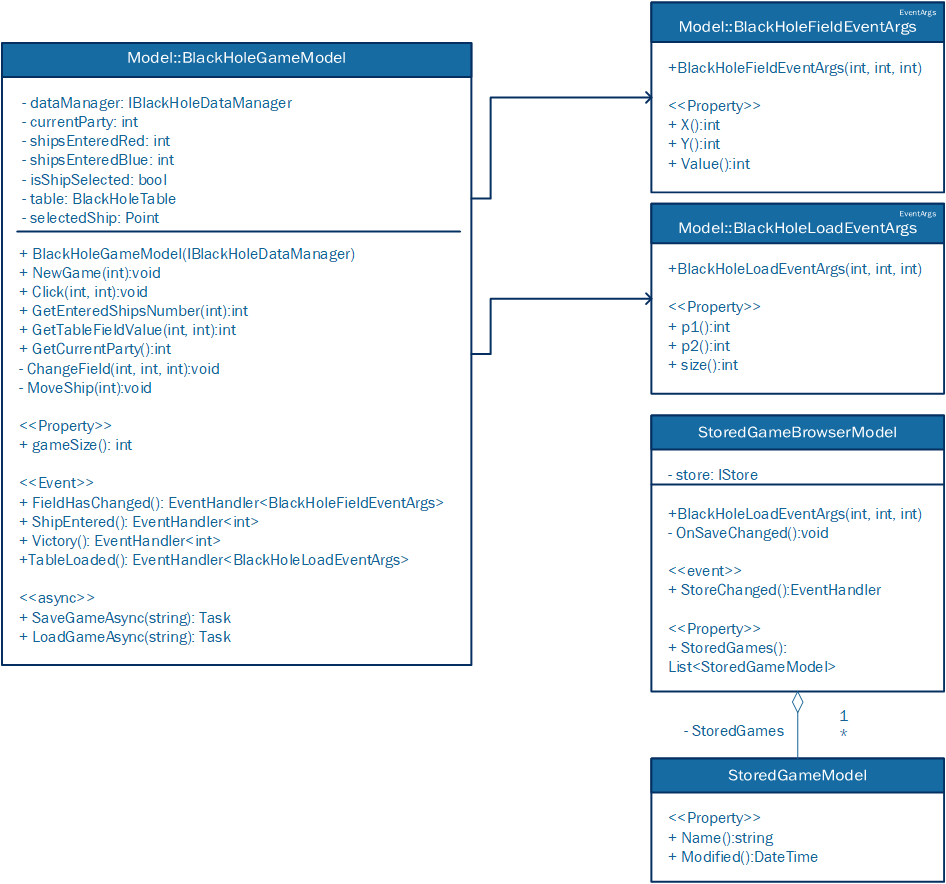 Model::BlackHoleGameModel
- dataManager: IBlackHoleDataManager
- currentParty: int
- shipsEnteredRed: int
- shipsEnteredBlue: int
- isShipSelected: bool
- table: BlackHoleTable
- selectedShip: Point
+ BlackHoleGameModel(IBlackHoleDataManager)
+ NewGame(int):void
+ Click(int, int):void
+ GetEnteredShipsNumber(int):int
+ GetTableFieldValue(int, int):int
+ GetCurrentParty():int
- ChangeField(int, int, int):void
- MoveShip(int):void
<<Property>>
+ gameSize(): int
<<Event>>
+ FieldHasChanged(): EventHandler<BlackHoleFieldEventArgs>
+ ShipEntered(): EventHandler<int>
+ Victory(): EventHandler<int>
+TableLoaded(): EventHandler<BlackHoleLoadEventArgs>
<<async>>
+ SaveGameAsync(string): Task
+ LoadGameAsync(string): Task
EventArgs
Model::BlackHoleFieldEventArgs
+BlackHoleFieldEventArgs(int, int, int)
<<Property>>
+ X():int
+ Y():int
+ Value():int
EventArgs
Model::BlackHoleLoadEventArgs
+BlackHoleLoadEventArgs(int, int, int)
<<Property>>
+ p1():int
+ p2():int
+ size():int
StoredGameBrowserModel
- store: IStore
+BlackHoleLoadEventArgs(int, int, int)
- OnSaveChanged():void
<<event>>
+ StoreChanged():EventHandler
<<Property>>
+ StoredGames():
List<StoredGameModel>
1
- StoredGames
*
StoredGameModel
<<Property>>
+ Name():string
+ Modified():DateTime